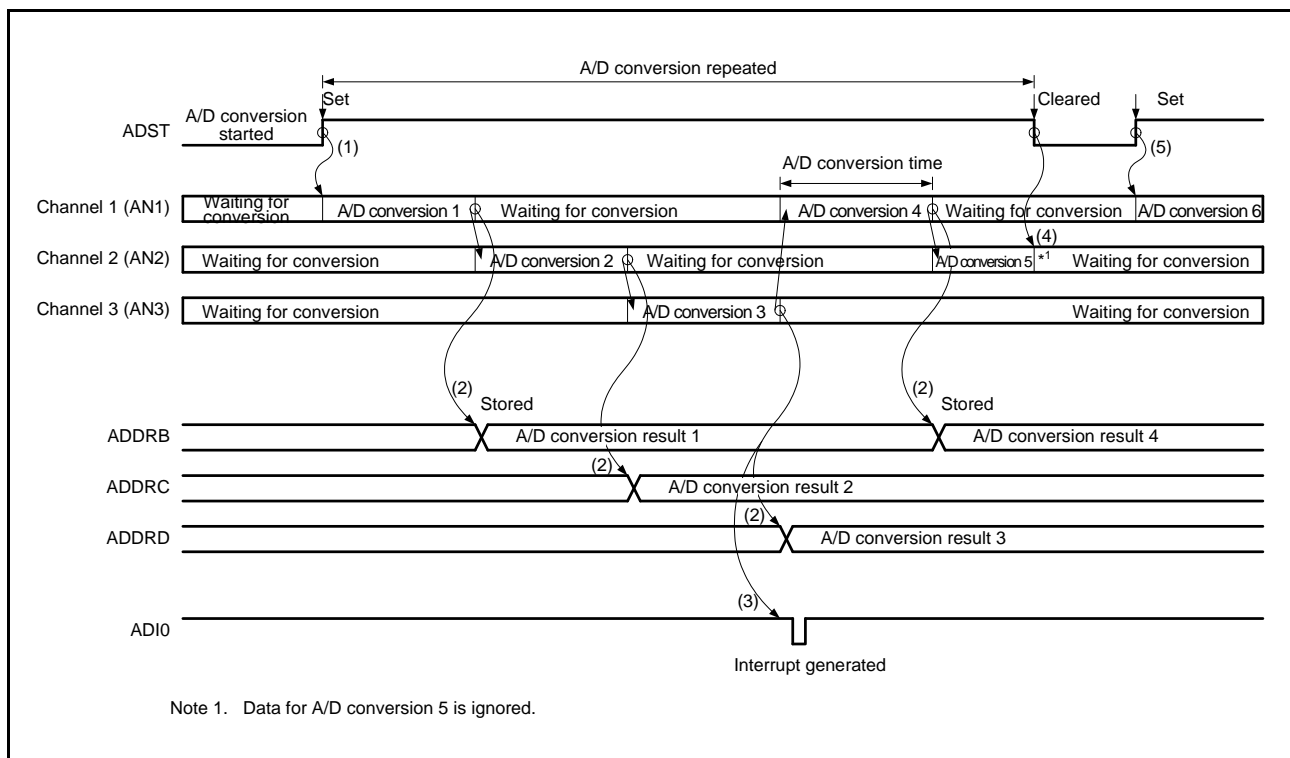 A/D conversion repeated
Set
Cleared
Set
A/D conversion
started
ADST
(1)
(5)
A/D conversion time
Channel 1 (AN1)
Waiting for
conversion
A/D conversion 1
Waiting for conversion
A/D conversion 4
Waiting for conversion
A/D conversion 6
(4)
Channel 2 (AN2)
Waiting for conversion
A/D conversion 2
Waiting for conversion
A/D conversion 5
*1
Waiting for conversion
Channel 3 (AN3)
Waiting for conversion
A/D conversion 3
Waiting for conversion
(2)
Stored
(2)
Stored
ADDRB
A/D conversion result 1
A/D conversion result 4
(2)
ADDRC
A/D conversion result 2
(2)
ADDRD
A/D conversion result 3
(3)
ADI0
Interrupt generated
Note 1. Data for A/D conversion 5 is ignored.